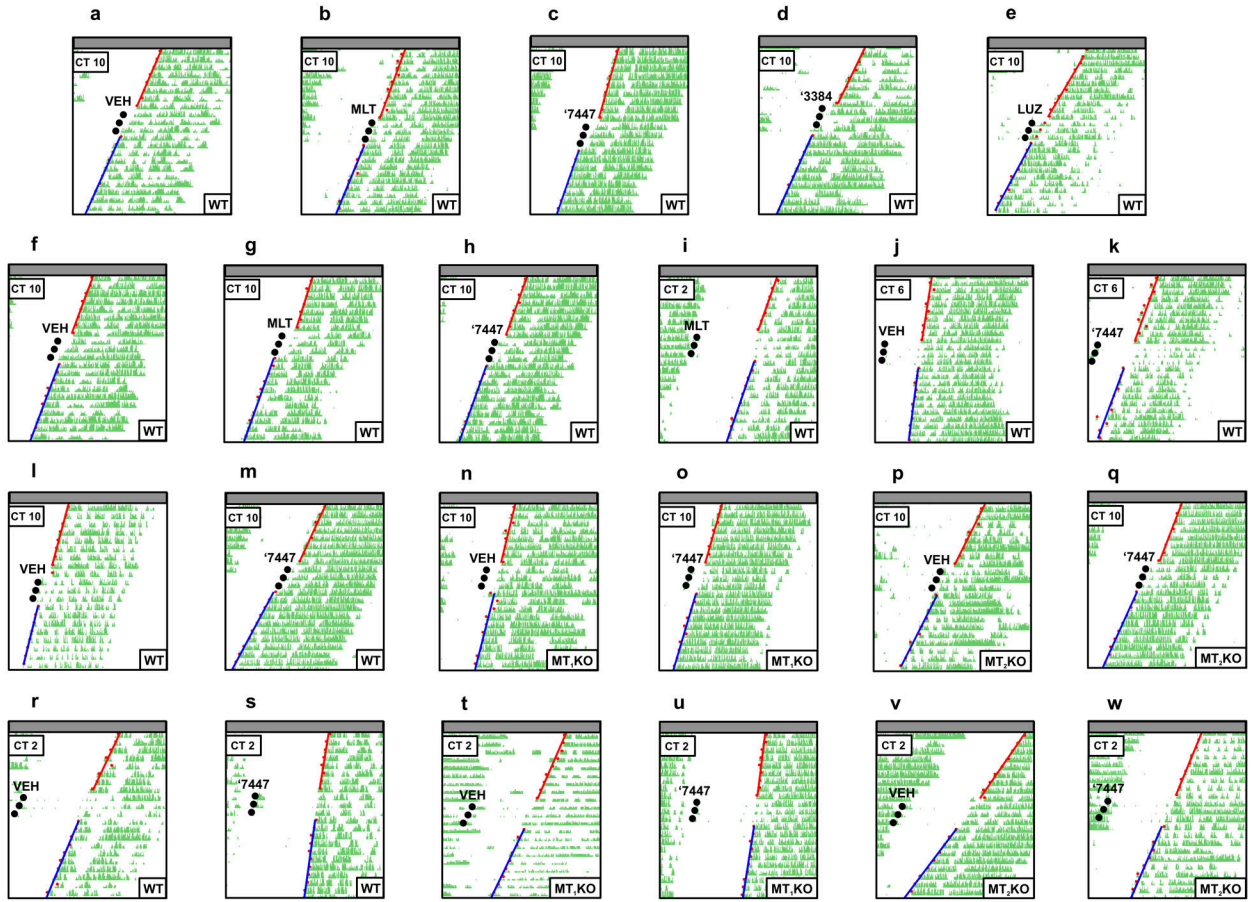 a b c d e
CT 10 CT 10 CT 10 CT 10 CT 10
VEH MLT ‘7447 ‘3384 LUZ
WT WT WT WT WT
f g h i j k
CT 10 CT 10 CT 10 CT 2 CT 6 CT 6
VEH MLT ‘7447 MLT VEH ‘7447
WT WT WT WT WT WT
l m n o p q
CT 10 CT 10 CT 10 CT 10 CT 10 CT 10
VEH ‘7447 VEH ‘7447 VEH ‘7447
WT WT MT₁KO MT₁KO MT₂KO MT₂KO
r s t u v w
CT 2 CT 2 CT 2 CT 2 CT 2 CT 2
VEH ‘7447 VEH ‘7447 VEH ‘7447
WT WT MT₁KO MT₁KO MT₂KO MT₂KO